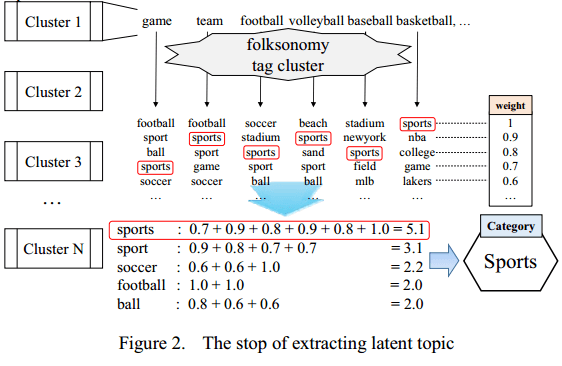 Cluster 1
game team football volleyball baseball basketball, ...
folksonomy
tag cluster
Cluster 2
weight
football football soccer beach stadium sports 1
sport sports stadium sports newyork nba 0.9
ball sport sports sand sports college 0.8
Cluster 3
sports game sport sport field game 0.7
soccer soccer ball ball mlb lakers 0.6
... ... ... ... ... ... ...
...
sports : 0.7 + 0.9 + 0.8 + 0.9 + 0.8 + 1.0 = 5.1
Category
Cluster N
sport : 0.9 + 0.8 + 0.7 + 0.7 = 3.1
soccer : 0.6 + 0.6 + 1.0 = 2.2
Sports
football : 1.0 + 1.0 = 2.0
ball : 0.8 + 0.6 + 0.6 = 2.0
Figure 2. The stop of extracting latent topic